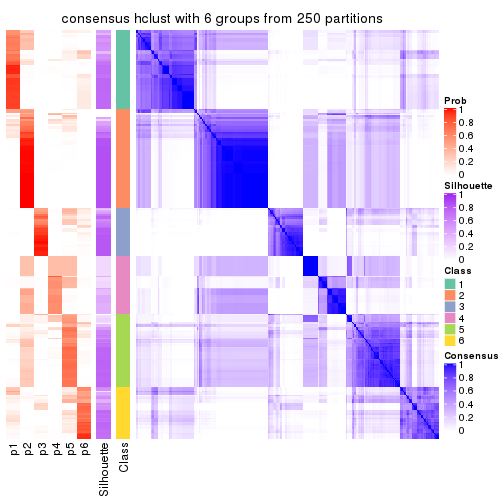 consensus hclust with 6 groups from 250 partitions
Prob
1
0.8
0.6
0.4
0.2
0
Silhouette
1
0.8
0.6
0.4
0.2
0
Class
1
2
3
4
5
6
Consensus
1
0.8
0.6
0.4
0.2
0
p1
p2
p3
p4
p5
p6
Silhouette
Class